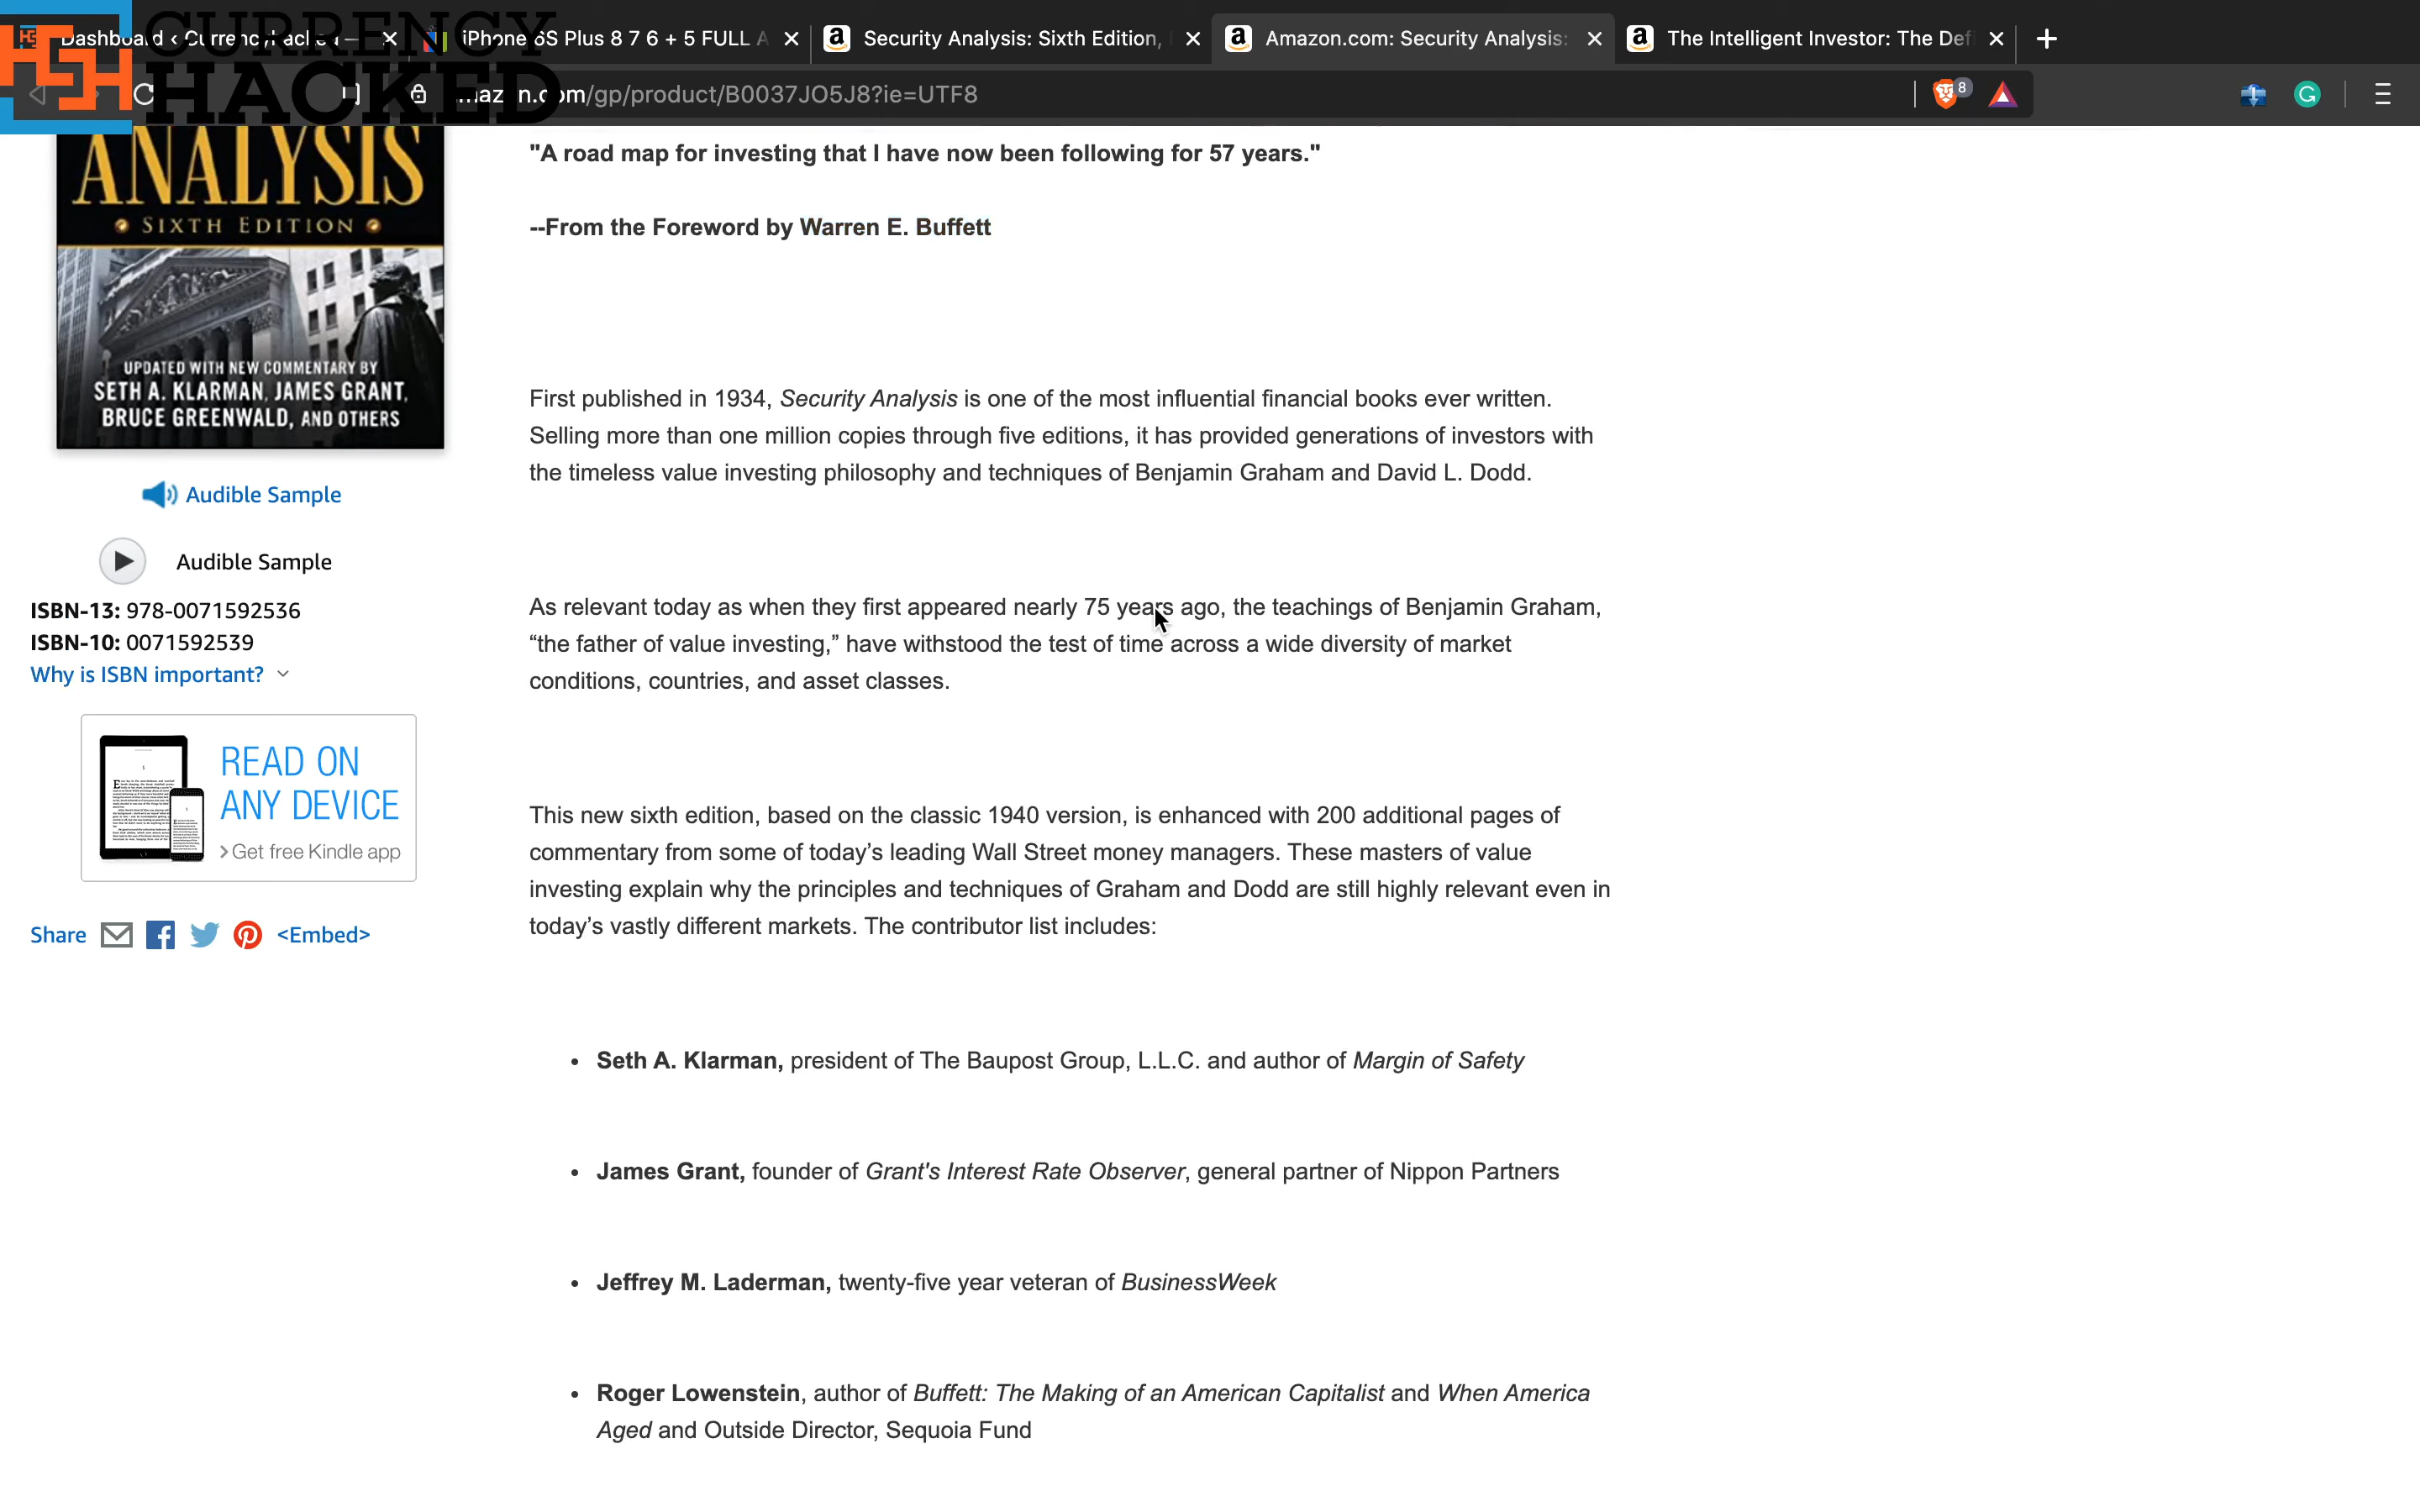 CURRENCY
HACKED
Dashboard ‹ CurrencyHacked —
iPhone 6S Plus 8 7 6 + 5 FULL A
Security Analysis: Sixth Edition,
Amazon.com: Security Analysis:
The Intelligent Investor: The Def
amazon.com/gp/product/B0037JO5J8?ie=UTF8
8
ANALYSIS
SIXTH EDITION
UPDATED WITH NEW COMMENTARY BY
SETH A. KLARMAN, JAMES GRANT,
BRUCE GREENWALD, AND OTHERS
Audible Sample
Audible Sample
ISBN-13: 978-0071592536
ISBN-10: 0071592539
Why is ISBN important?
READ ON
ANY DEVICE
Get free Kindle app
Share <Embed>
"A road map for investing that I have now been following for 57 years."
--From the Foreword by Warren E. Buffett
First published in 1934, Security Analysis is one of the most influential financial books ever written.
Selling more than one million copies through five editions, it has provided generations of investors with
the timeless value investing philosophy and techniques of Benjamin Graham and David L. Dodd.
As relevant today as when they first appeared nearly 75 years ago, the teachings of Benjamin Graham,
“the father of value investing,” have withstood the test of time across a wide diversity of market
conditions, countries, and asset classes.
This new sixth edition, based on the classic 1940 version, is enhanced with 200 additional pages of
commentary from some of today’s leading Wall Street money managers. These masters of value
investing explain why the principles and techniques of Graham and Dodd are still highly relevant even in
today’s vastly different markets. The contributor list includes:
• Seth A. Klarman, president of The Baupost Group, L.L.C. and author of Margin of Safety
• James Grant, founder of Grant's Interest Rate Observer, general partner of Nippon Partners
• Jeffrey M. Laderman, twenty-five year veteran of BusinessWeek
• Roger Lowenstein, author of Buffett: The Making of an American Capitalist and When America
Aged and Outside Director, Sequoia Fund